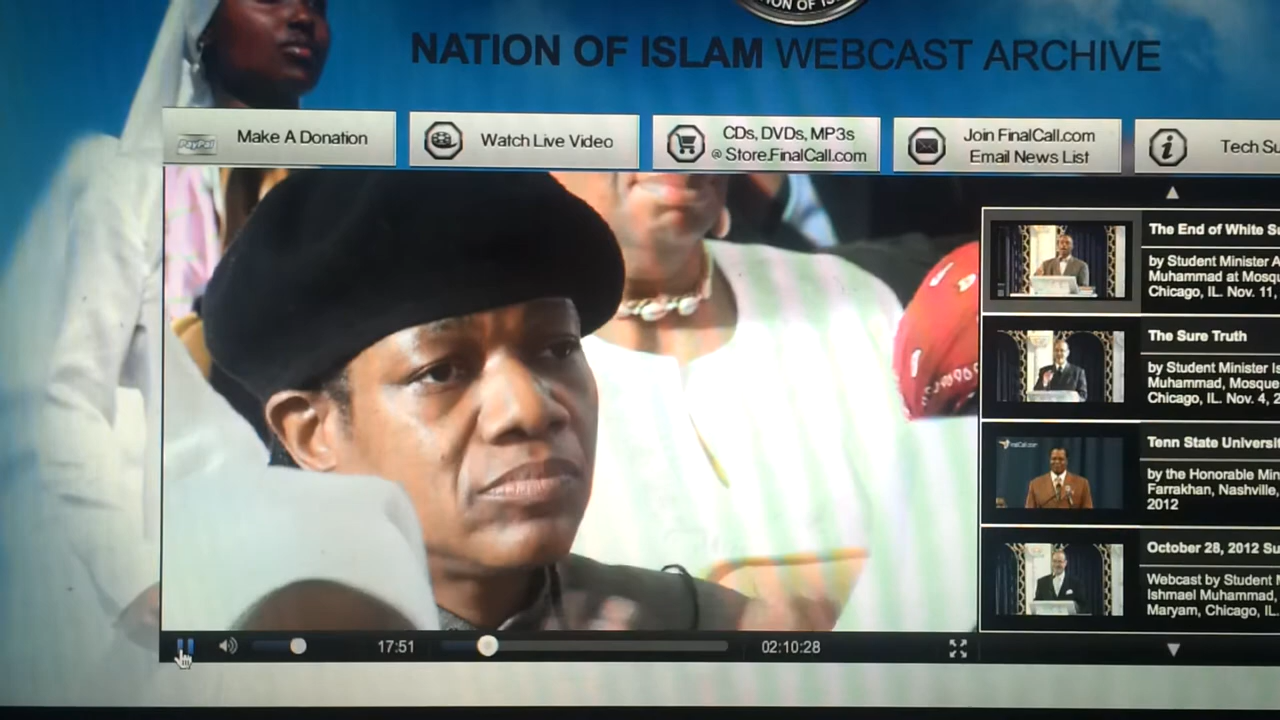 NATION OF ISLAM WEBCAST ARCHIVE
PayPal
Make A Donation
Watch Live Video
CDs, DVDs, MP3s
@ Store.FinalCall.com
Join FinalCall.com
Email News List
Tech Su
The End of White Su
by Student Minister A
Muhammad at Mosqu
Chicago, IL. Nov. 11,
The Sure Truth
by Student Minister Is
Muhammad, Mosque
Chicago, IL. Nov. 4, 2
Tenn State Universit
by the Honorable Min
Farrakhan, Nashville,
2012
October 28, 2012 Su
Webcast by Student M
Ishmael Muhammad,
Maryam, Chicago, IL.
17:51
02:10:28